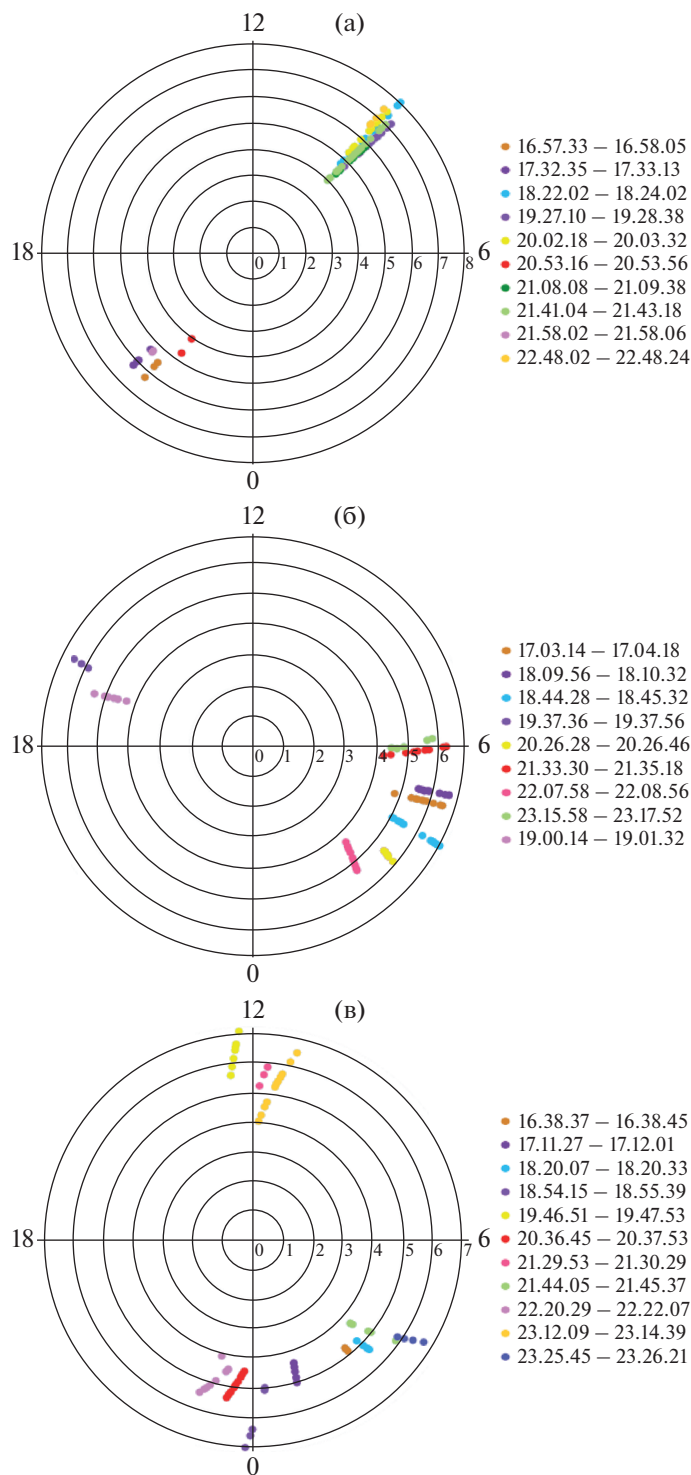 12 (а)
16.57.33 – 16.58.05
17.32.35 – 17.33.13
18.22.02 – 18.24.02
19.27.10 – 19.28.38
20.02.18 – 20.03.32
18 0 1 2 3 4 5 6 7 8 6
20.53.16 – 20.53.56
21.08.08 – 21.09.38
21.41.04 – 21.43.18
21.58.02 – 21.58.06
22.48.02 – 22.48.24
0
12 (б)
17.03.14 – 17.04.18
18.09.56 – 18.10.32
18.44.28 – 18.45.32
19.37.36 – 19.37.56
18 0 1 2 3 4 5 6 6
20.26.28 – 20.26.46
21.33.30 – 21.35.18
22.07.58 – 22.08.56
23.15.58 – 23.17.52
19.00.14 – 19.01.32
0
12 (в)
16.38.37 – 16.38.45
17.11.27 – 17.12.01
18.20.07 – 18.20.33
18.54.15 – 18.55.39
19.46.51 – 19.47.53
18 0 1 2 3 4 5 6 7 6
20.36.45 – 20.37.53
21.29.53 – 21.30.29
21.44.05 – 21.45.37
22.20.29 – 22.22.07
23.12.09 – 23.14.39
23.25.45 – 23.26.21
0